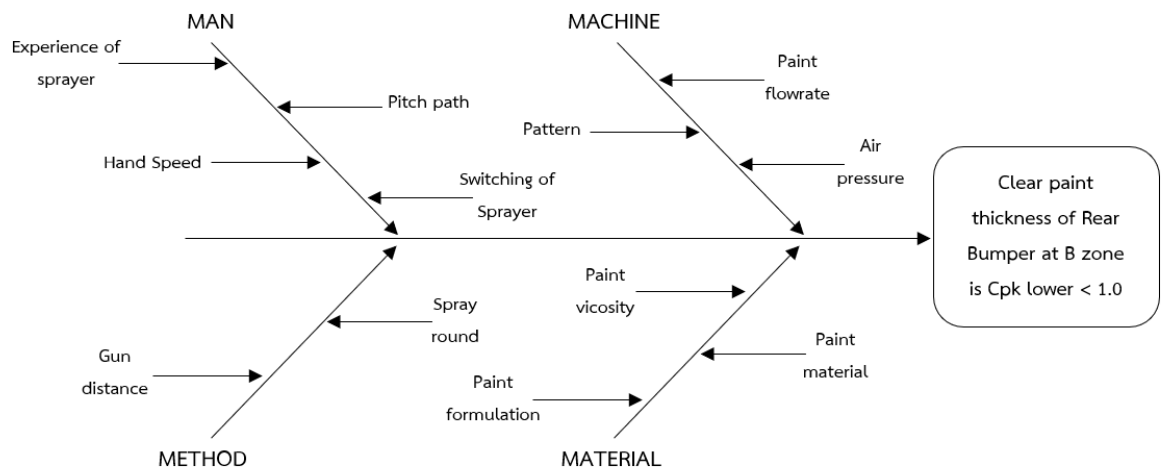 MAN
MACHINE
Experience of
sprayer
Pitch path
Hand Speed
Switching of
Sprayer
Paint
flowrate
Pattern
Air
pressure
Clear paint
thickness of Rear
Bumper at B zone
is Cpk lower < 1.0
Spray
round
Gun
distance
Paint
vicosity
Paint
material
Paint
formulation
METHOD
MATERIAL